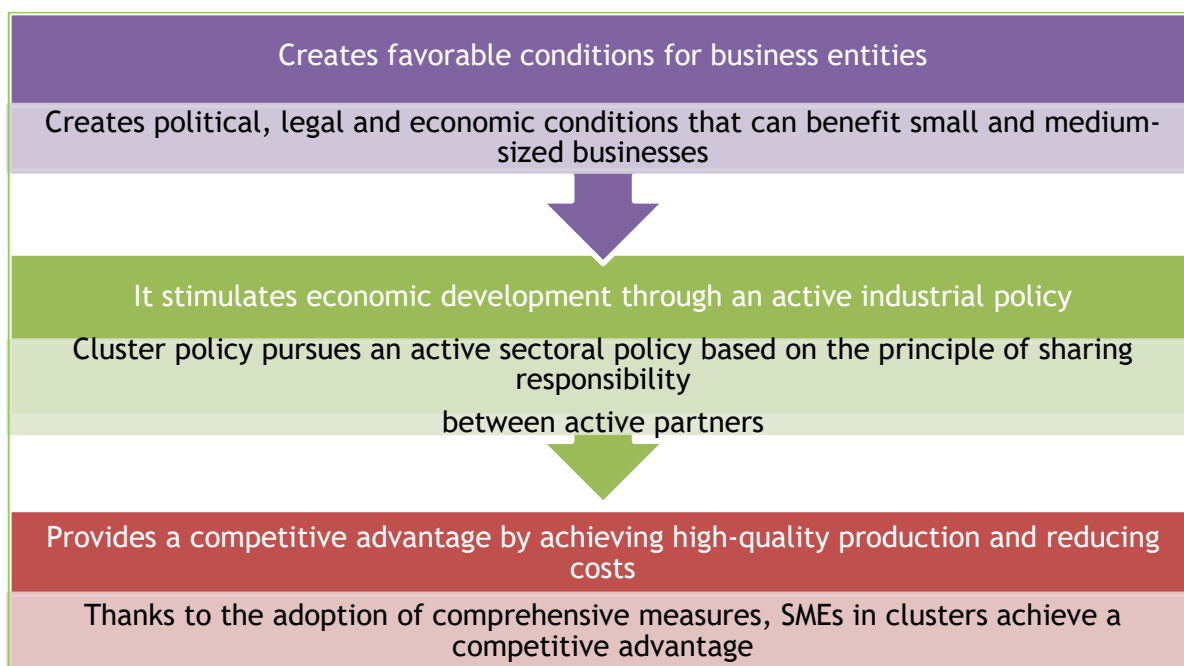 Creates favorable conditions for business entities
Creates political, legal and economic conditions that can benefit small and medium-
sized businesses
It stimulates economic development through an active industrial policy
Cluster policy pursues an active sectoral policy based on the principle of sharing
responsibility
between active partners
Provides a competitive advantage by achieving high-quality production and reducing
costs
Thanks to the adoption of comprehensive measures, SMEs in clusters achieve a
competitive advantage